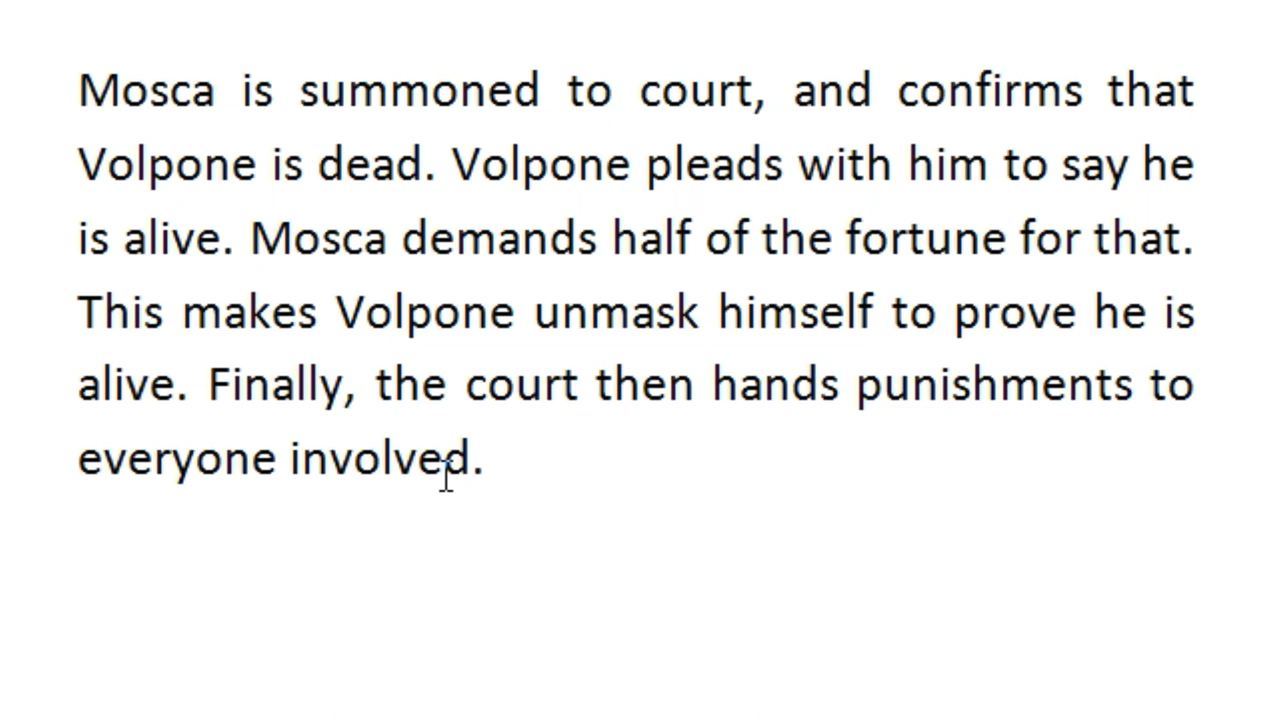 Mosca is summoned to court, and confirms that
Volpone is dead. Volpone pleads with him to say he
is alive. Mosca demands half of the fortune for that.
This makes Volpone unmask himself to prove he is
alive. Finally, the court then hands punishments to
everyone involved.